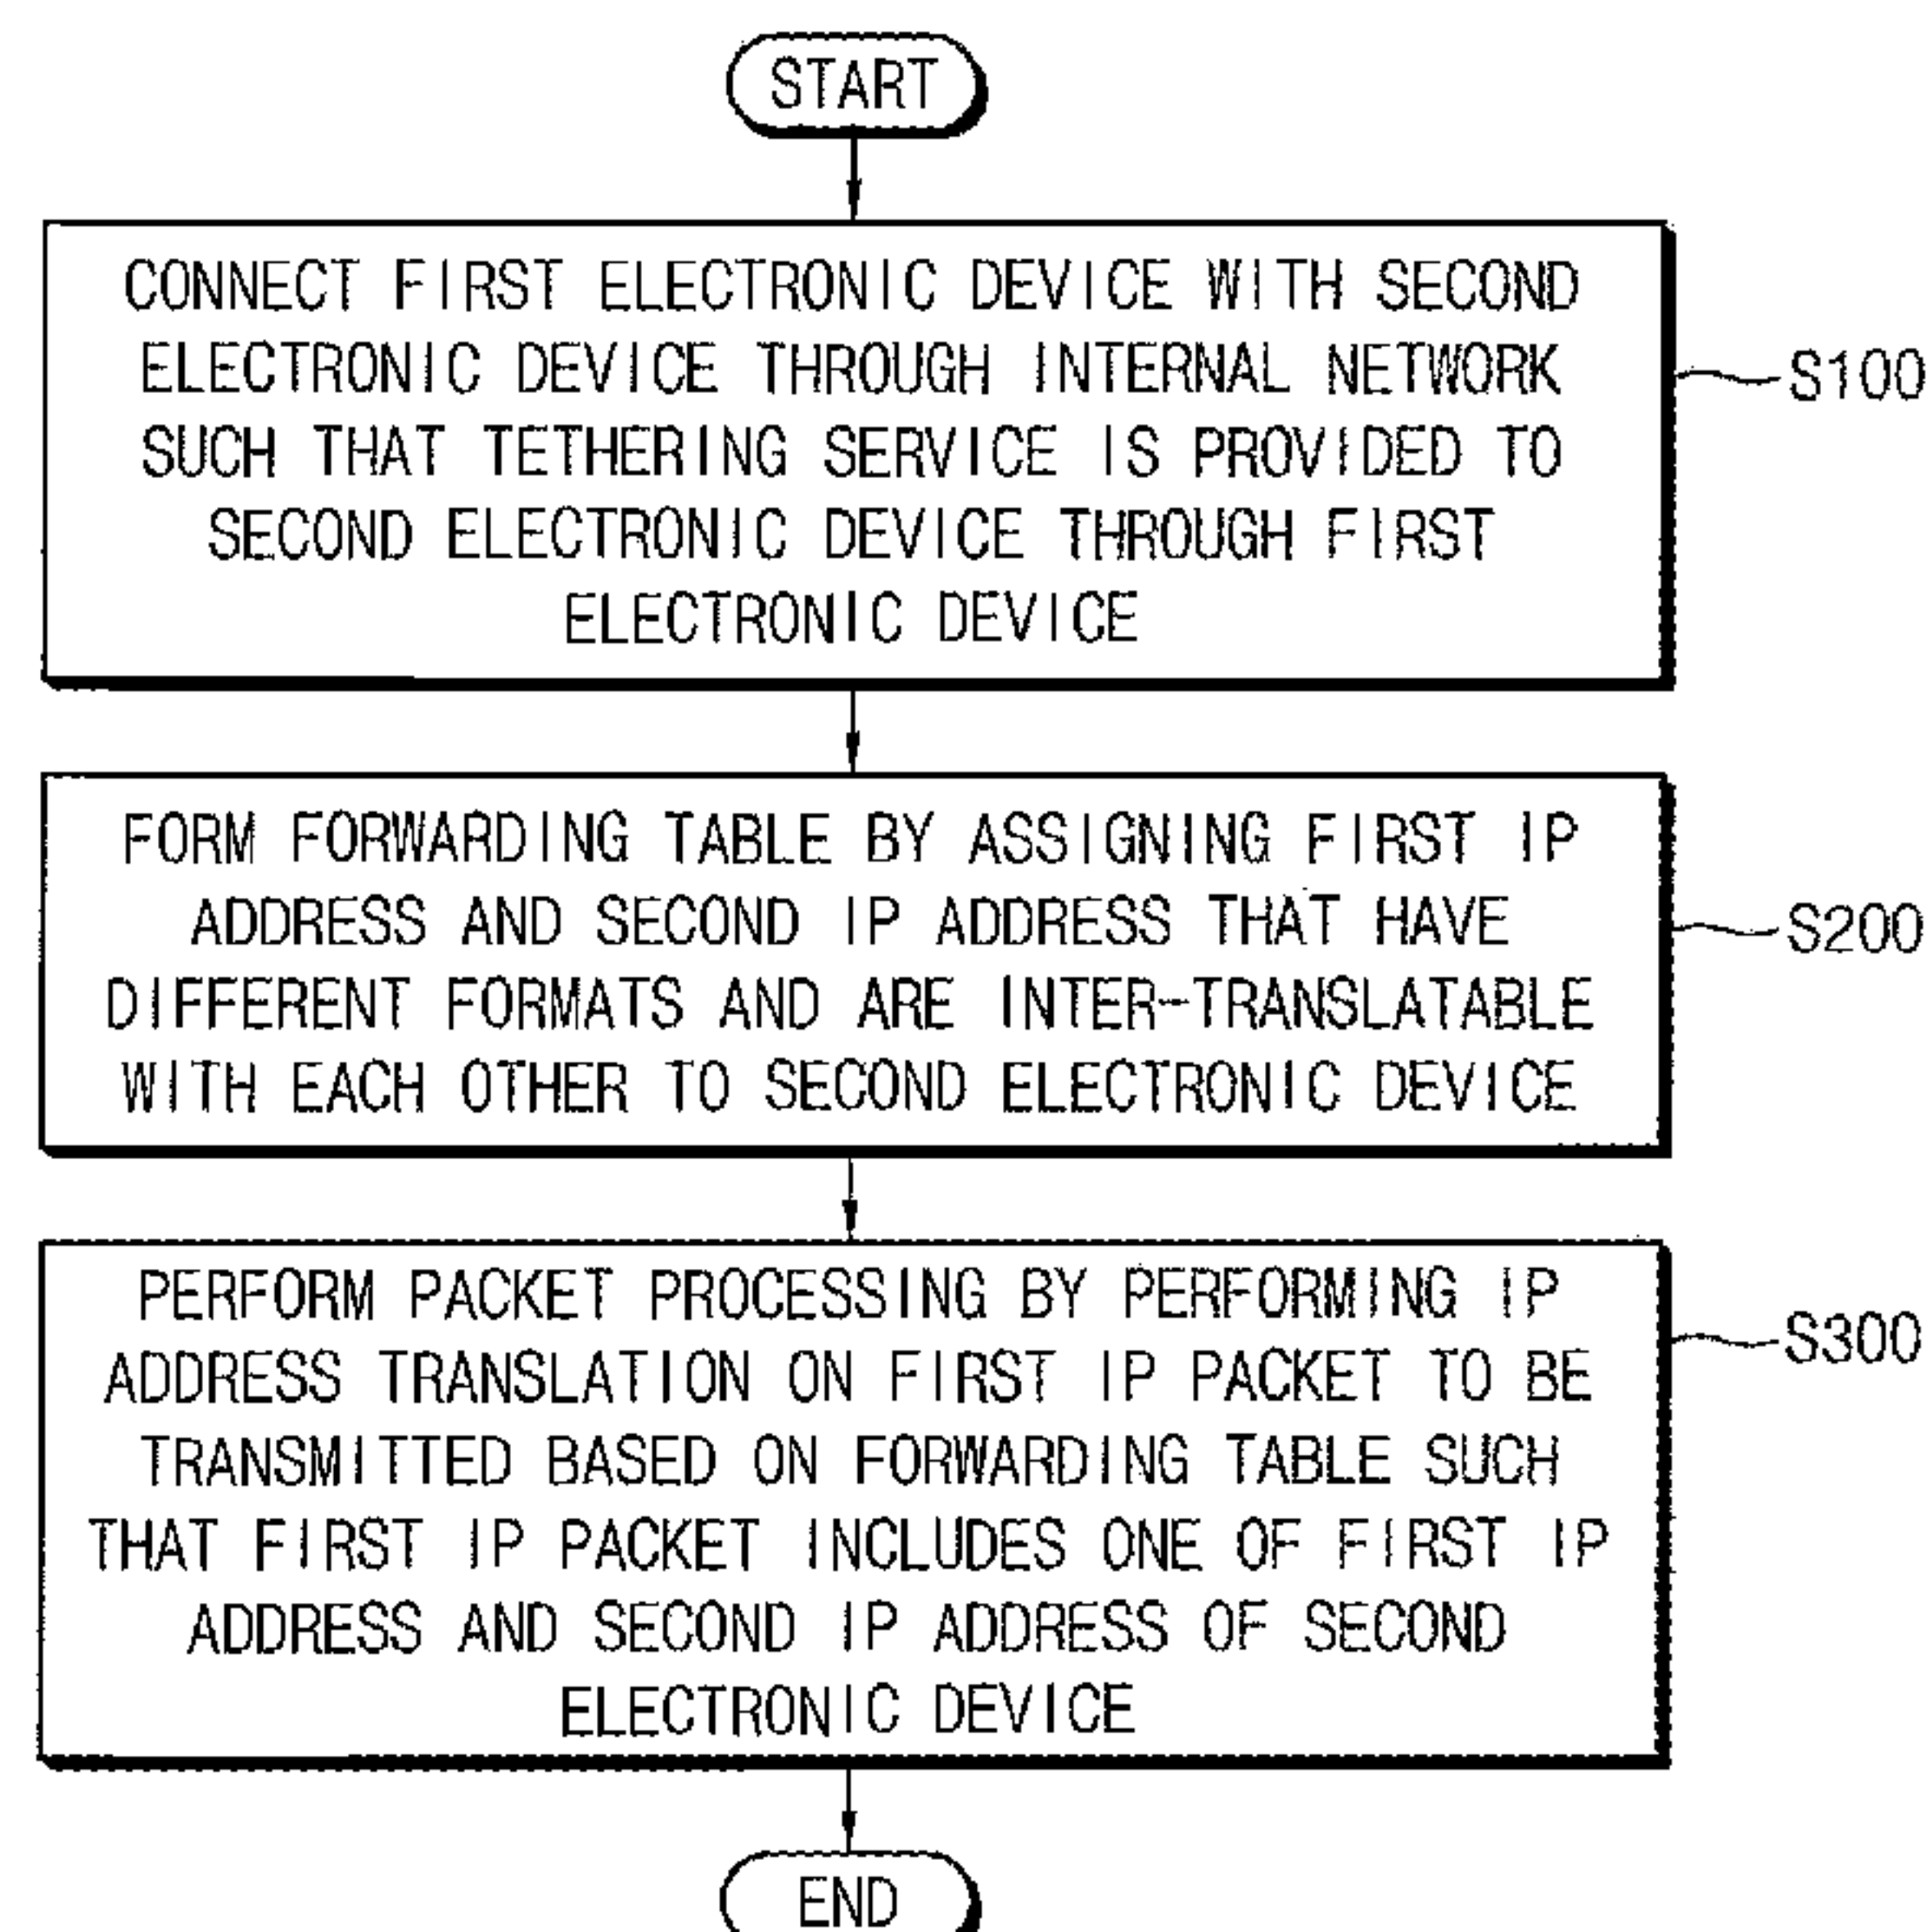 START
CONNECT FIRST ELECTRONIC DEVICE WITH SECOND
ELECTRONIC DEVICE THROUGH INTERNAL NETWORK
SUCH THAT TETHERING SERVICE IS PROVIDED TO
SECOND ELECTRONIC DEVICE THROUGH FIRST
ELECTRONIC DEVICE
S100
FORM FORWARDING TABLE BY ASSIGNING FIRST IP
ADDRESS AND SECOND IP ADDRESS THAT HAVE
DIFFERENT FORMATS AND ARE INTER-TRANSLATABLE
WITH EACH OTHER TO SECOND ELECTRONIC DEVICE
S200
PERFORM PACKET PROCESSING BY PERFORMING IP
ADDRESS TRANSLATION ON FIRST IP PACKET TO BE
TRANSMITTED BASED ON FORWARDING TABLE SUCH
THAT FIRST IP PACKET INCLUDES ONE OF FIRST IP
ADDRESS AND SECOND IP ADDRESS OF SECOND
ELECTRONIC DEVICE
S300
END